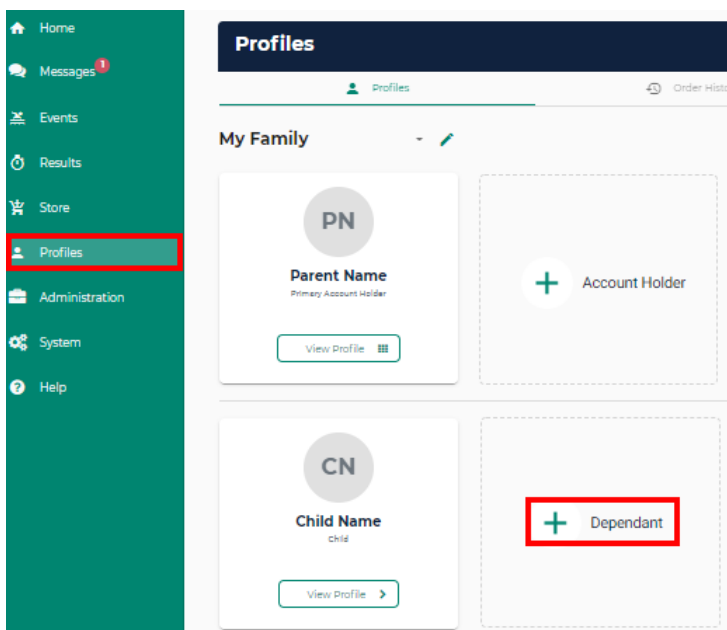 Home
Messages 1
Events
Results
Store
Profiles
Administration
System
Help
Profiles
Profiles
Order Histo
My Family
PN
Parent Name
Primary Account Holder
View Profile
Account Holder
CN
Child Name
Child
View Profile
Dependant